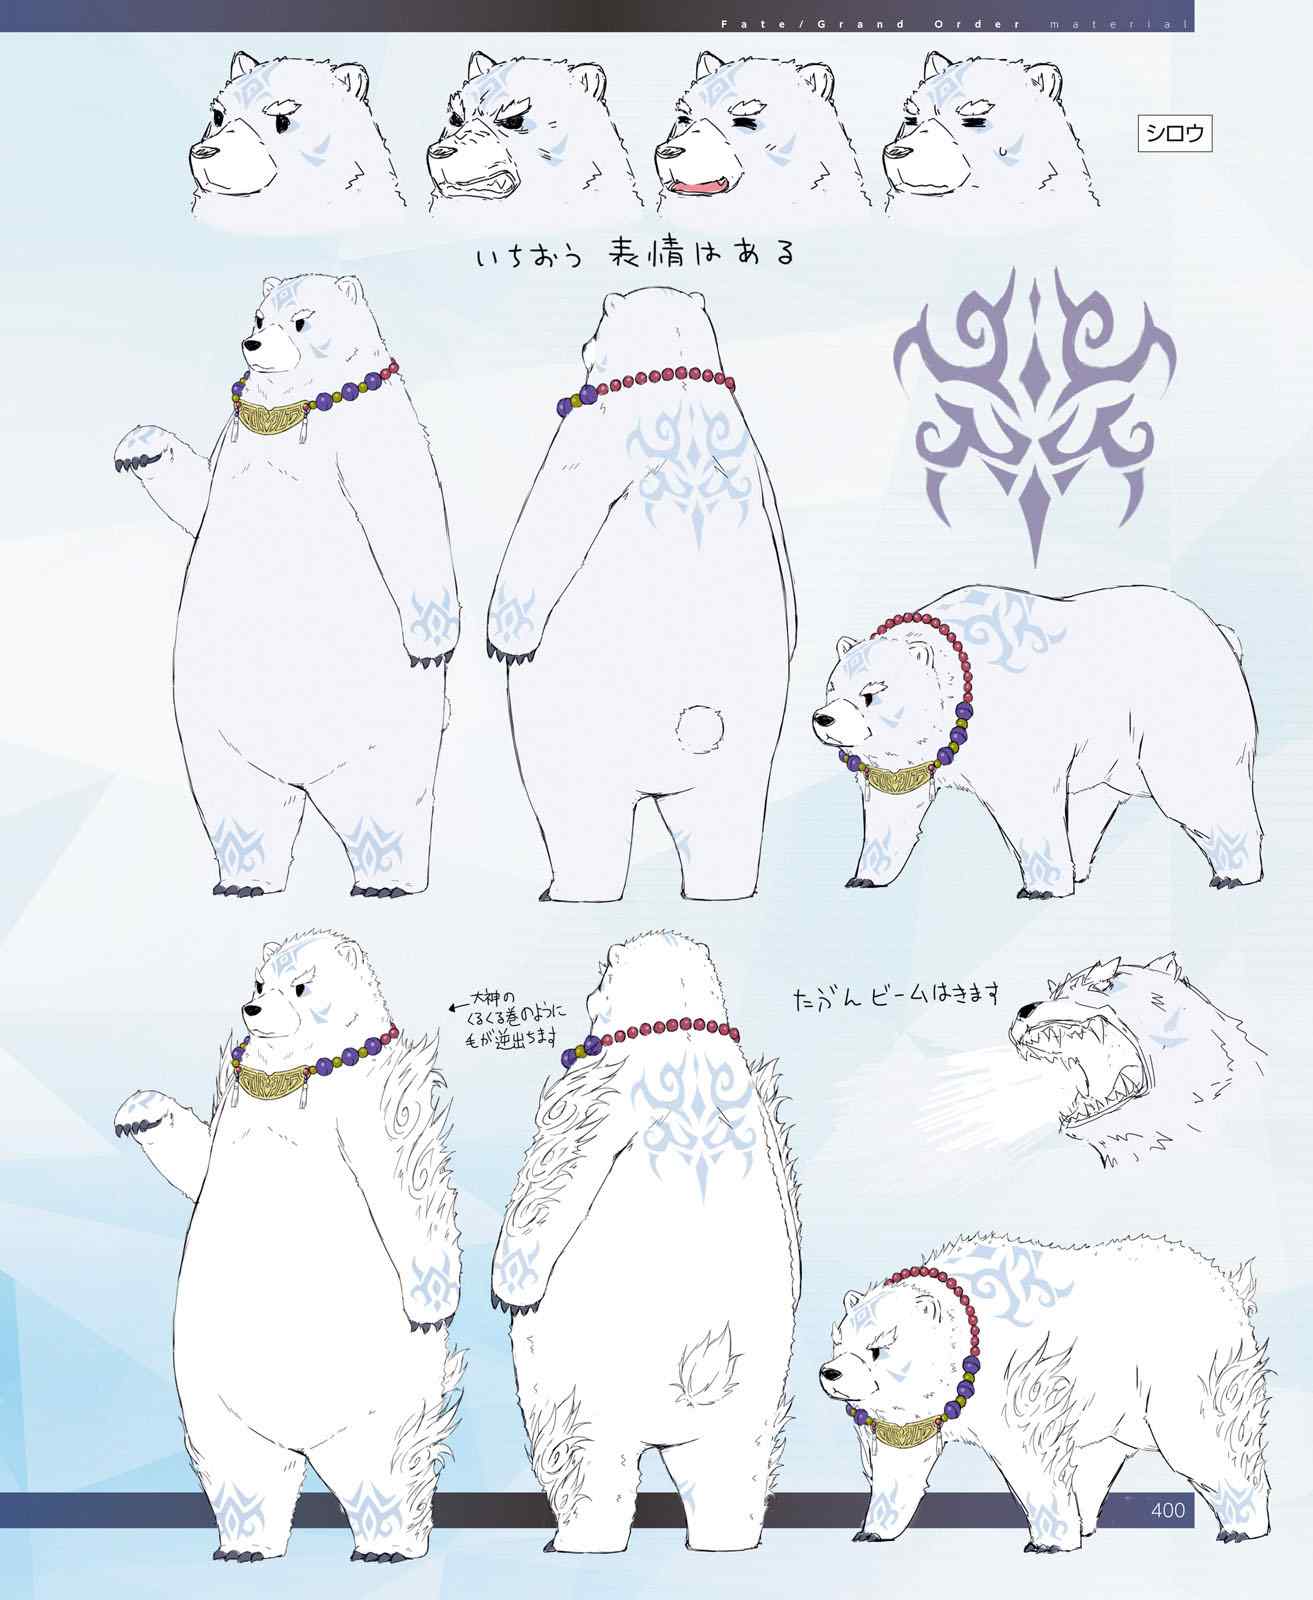 Fate/Grand Order material
シロウ
いちおう 表情はある
←大神の
くるくる巻のように
毛が逆出ちます
たぶんビームはきます
400